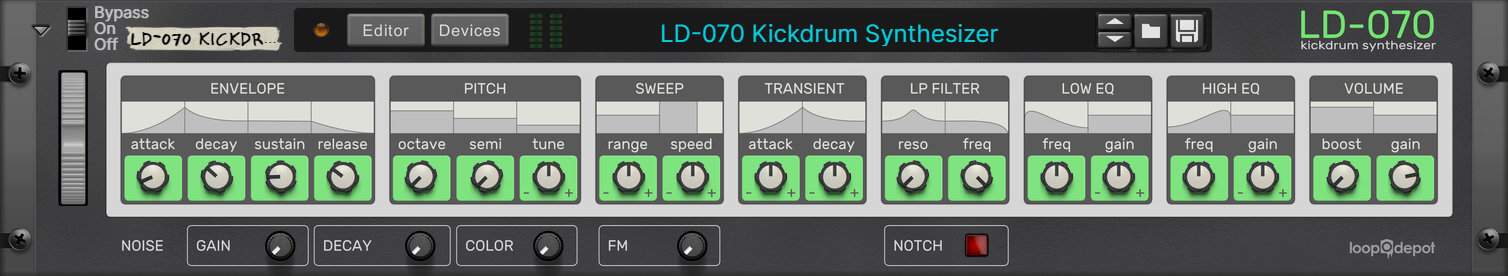 Bypass
On
Off
LD-070 KICKDR...
Editor
Devices
LD-070 Kickdrum Synthesizer
LD-070
kickdrum synthesizer
ENVELOPE
PITCH
SWEEP
TRANSIENT
LP FILTER
LOW EQ
HIGH EQ
VOLUME
attack decay sustain release
octave semi tune
range speed
attack decay
reso freq
freq gain
freq gain
boost gain
- +
- +
- +
- +
- +
- +
- +
NOISE
GAIN
DECAY
COLOR
FM
NOTCH
loop depot